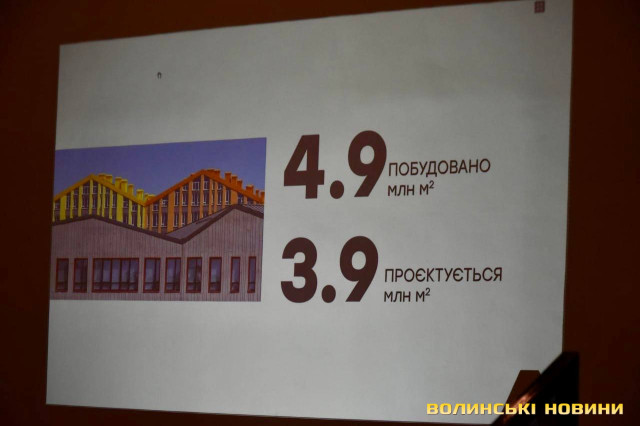 4.9
ПОБУДОВАНО
МЛН М²
3.9
ПРОЄКТУЄТЬСЯ
МЛН М²
ВОЛИНСЬКІ НОВИНИ